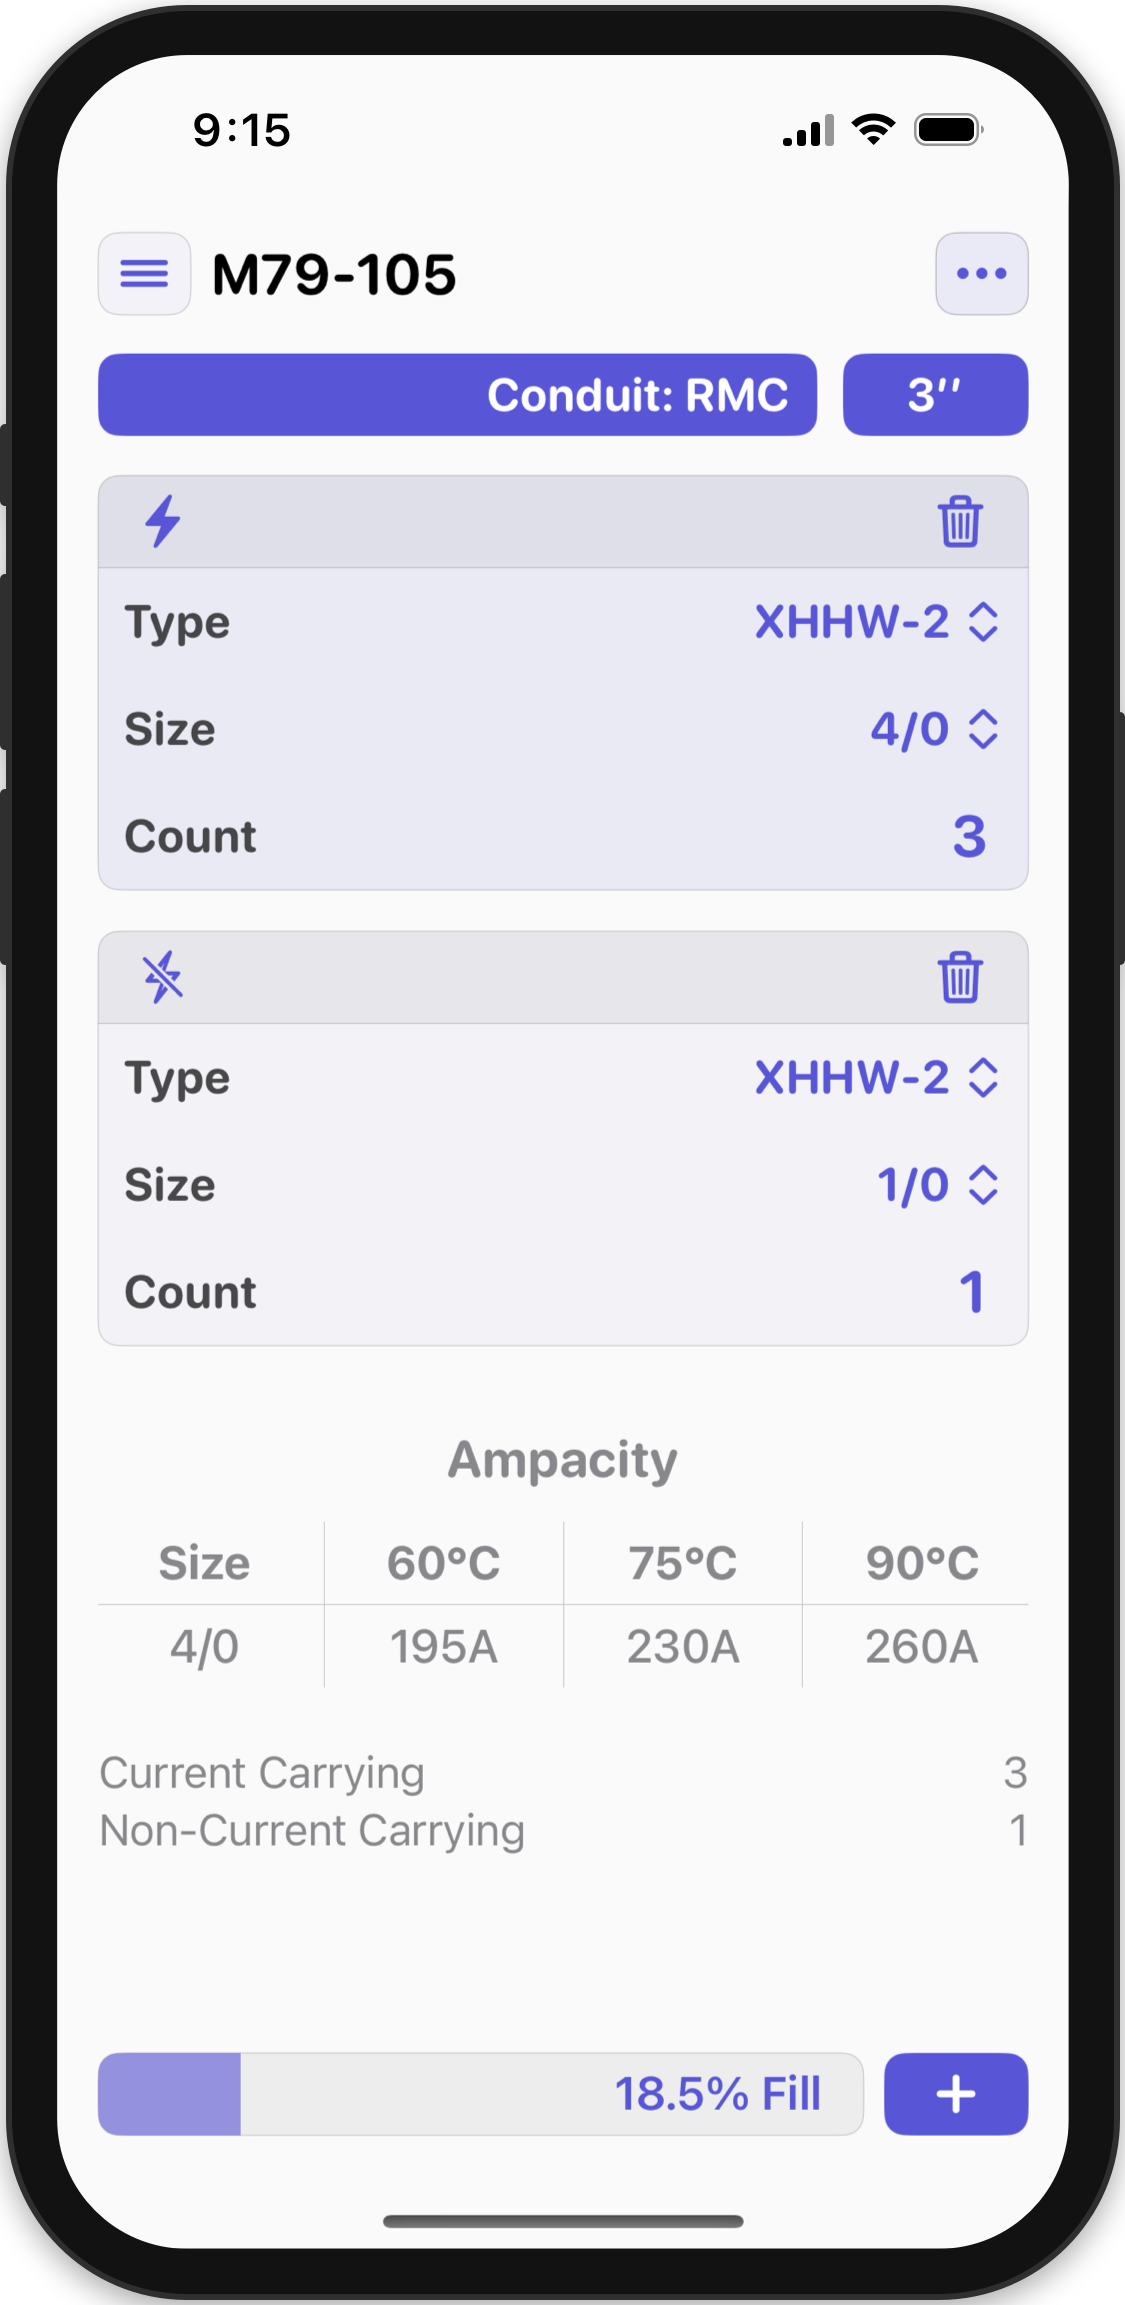 9:15
M79-105
Conduit: RMC 3’’
Type XHHW-2
Size 4/0
Count 3
Type XHHW-2
Size 1/0
Count 1
Ampacity
Size 60°C 75°C 90°C
4/0 195A 230A 260A
Current Carrying 3
Non-Current Carrying 1
18.5% Fill